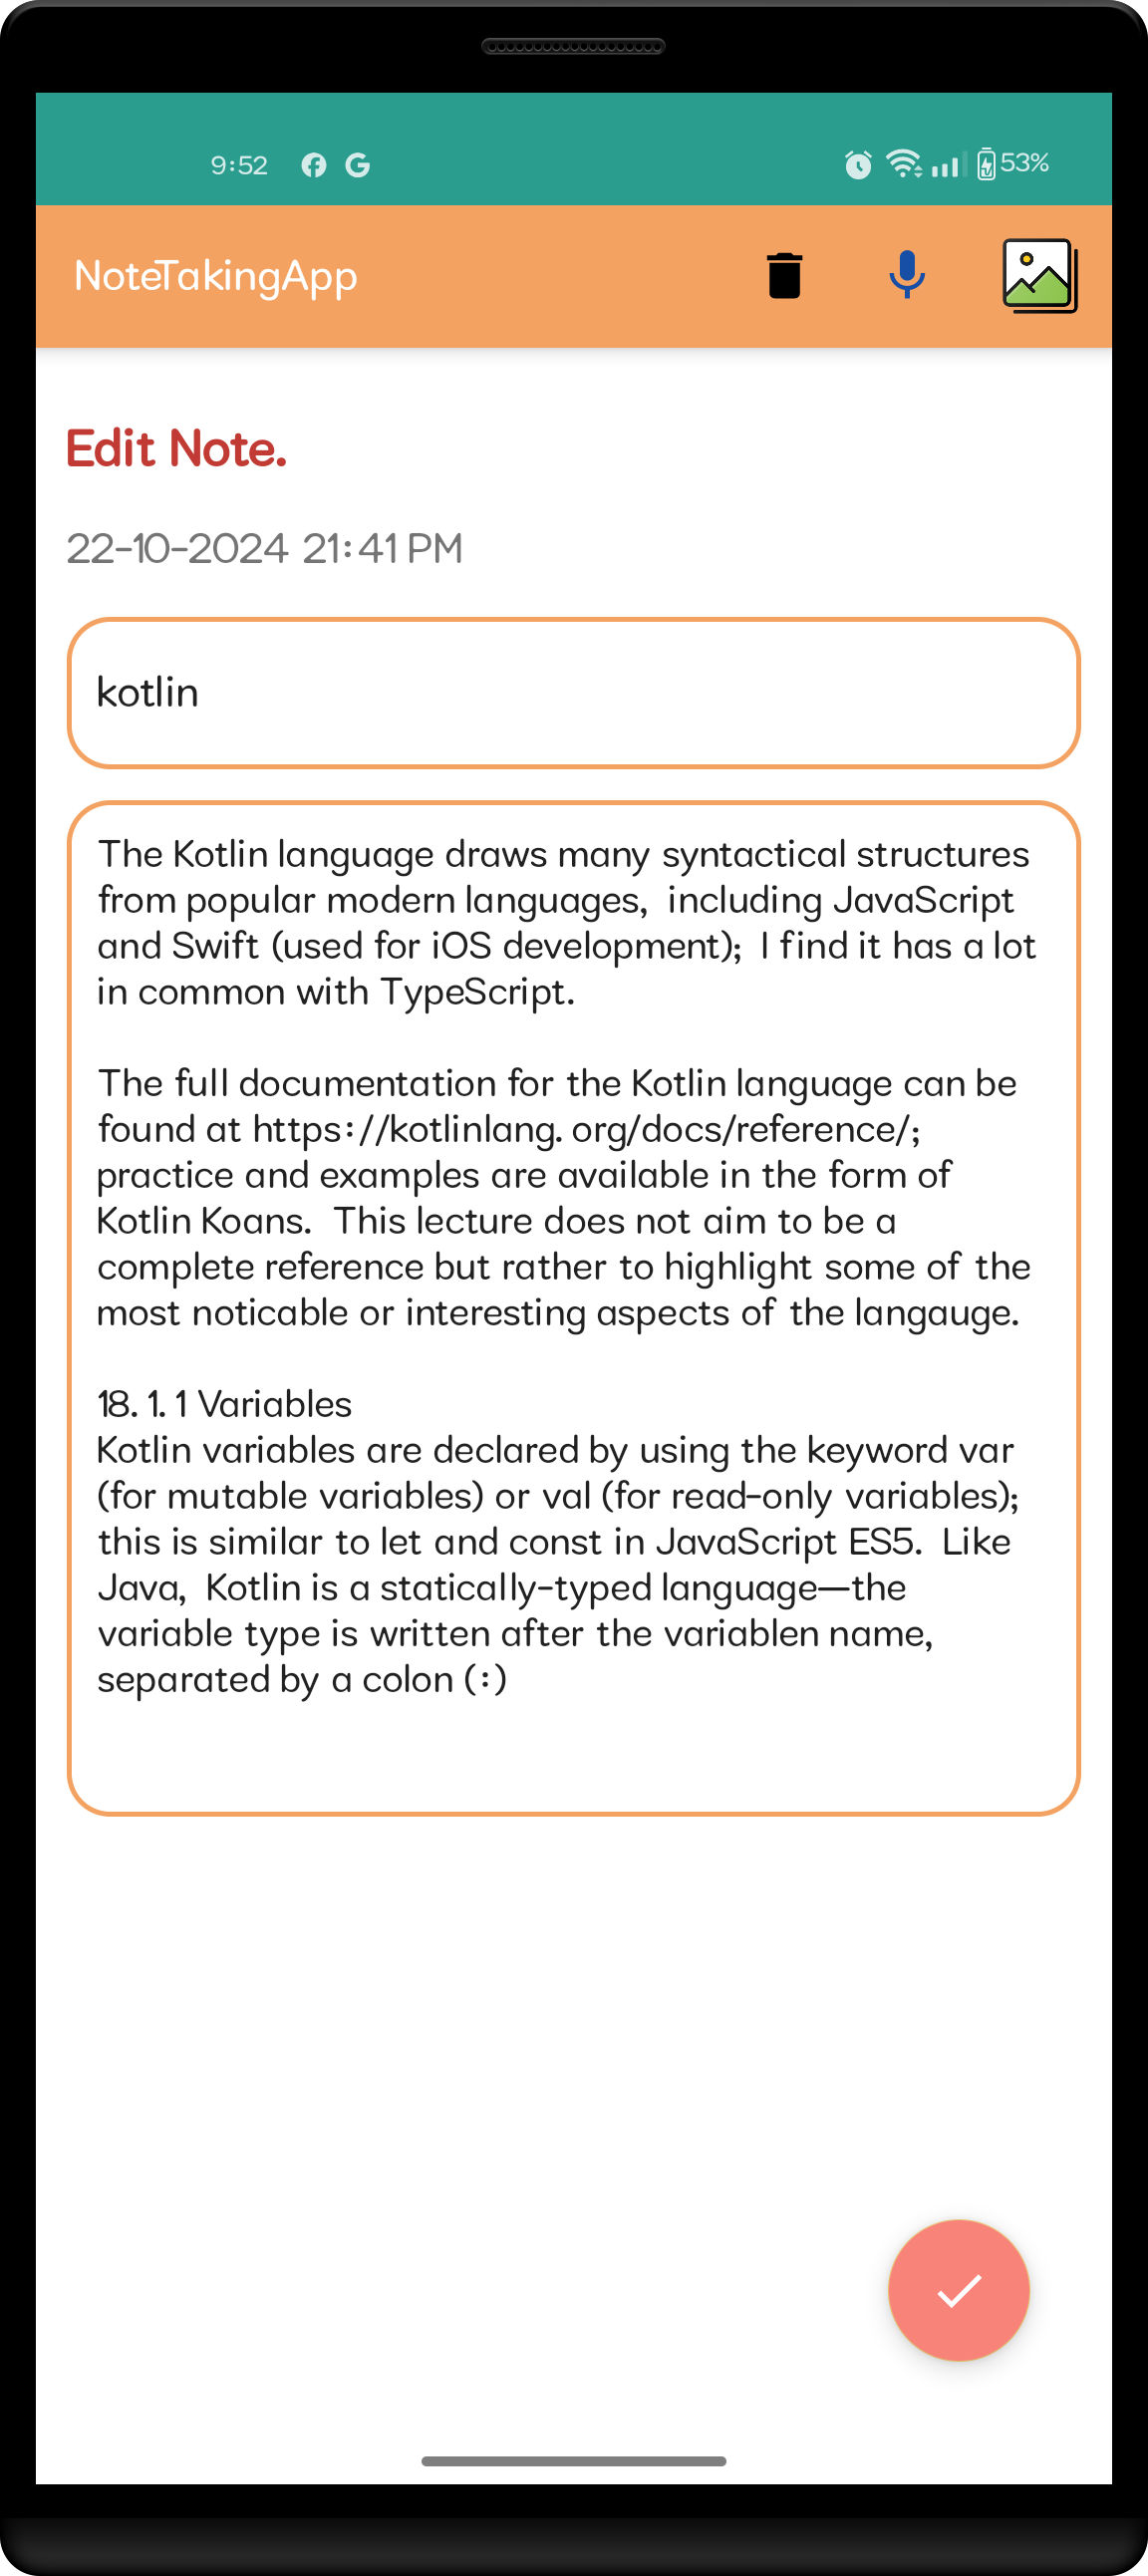 9:52
53%
NoteTakingApp
Edit Note.
22-10-2024 21:41 PM
kotlin
The Kotlin language draws many syntactical structures
from popular modern languages, including JavaScript
and Swift (used for iOS development); I find it has a lot
in common with TypeScript.
The full documentation for the Kotlin language can be
found at https://kotlinlang. org/docs/reference/;
practice and examples are available in the form of
Kotlin Koans. This lecture does not aim to be a
complete reference but rather to highlight some of the
most noticable or interesting aspects of the langauge.
18. 1. 1 Variables
Kotlin variables are declared by using the keyword var
(for mutable variables) or val (for read-only variables);
this is similar to let and const in JavaScript ES5. Like
Java, Kotlin is a statically-typed language—the
variable type is written after the variablen name,
separated by a colon (:)